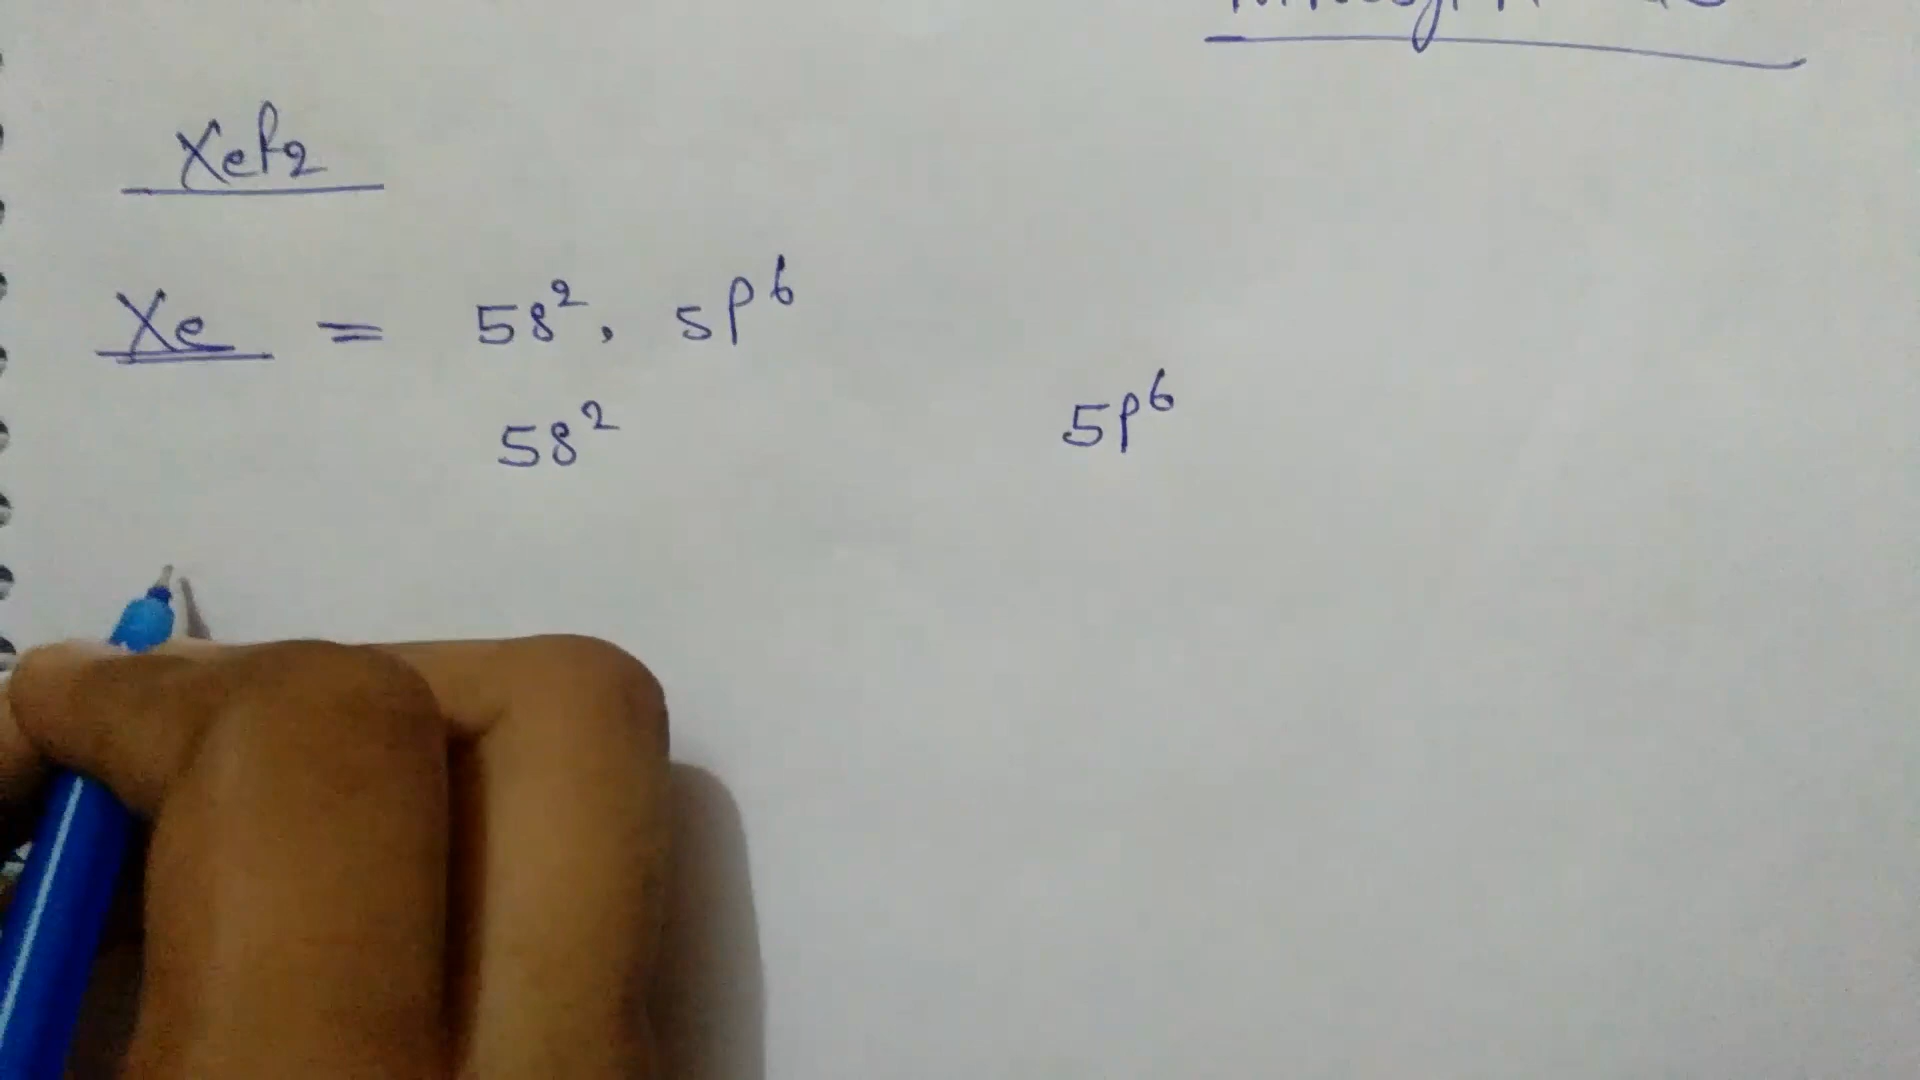 XeF₂
Xe = 5s², 5p⁶
5s² 5p⁶